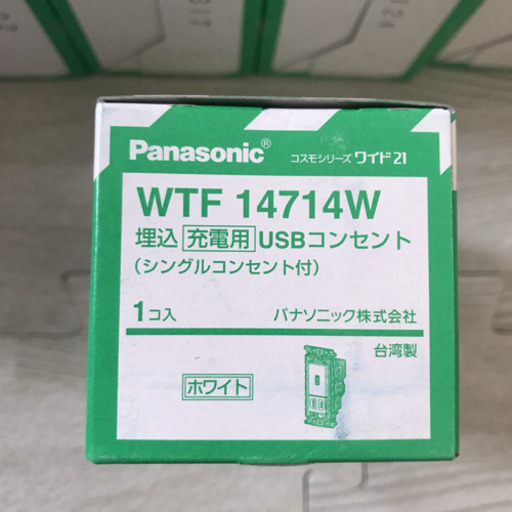 Panasonic® コスモシリーズ ワイド21
WTF 14714W
埋込 充電用 USBコンセント
(シングルコンセント付)
1コ入 パナソニック株式会社
台湾製
ホワイト